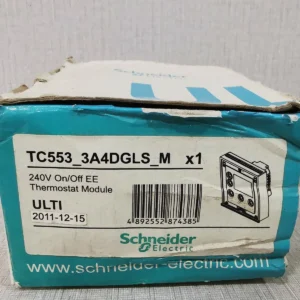 TC553_3A4DGLS_M x1
240V On/Off EE
Thermostat Module
ULTI
2011-12-15
4 892552 874385
Schneider
Electric
www.schneider-electric.com